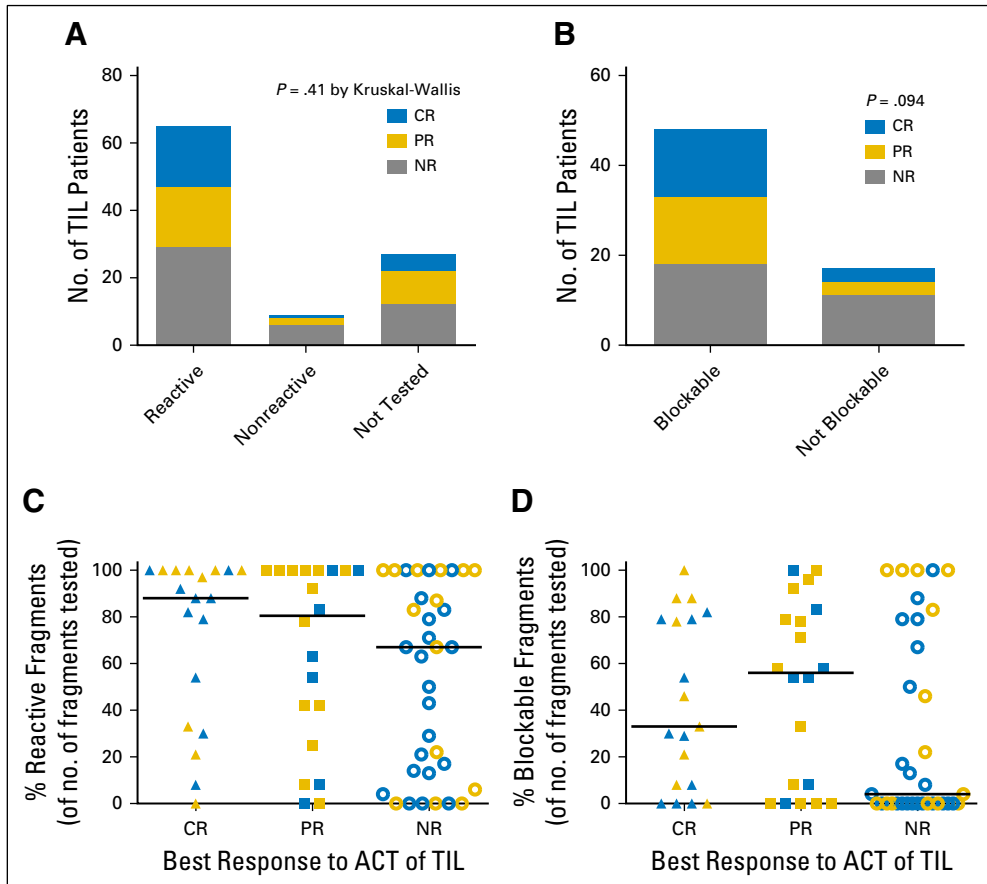 A
80
60
40
20
0
No. of TIL Patients
P = .41 by Kruskal-Wallis
CR
PR
NR
Reactive
Nonreactive
Not Tested
B
60
40
20
0
No. of TIL Patients
P = .094
CR
PR
NR
Blockable
Not Blockable
C
100
80
60
40
20
0
% Reactive Fragments
(of no. of fragments tested)
CR
PR
NR
Best Response to ACT of TIL
D
100
80
60
40
20
0
% Blockable Fragments
(of no. of fragments tested)
CR
PR
NR
Best Response to ACT of TIL